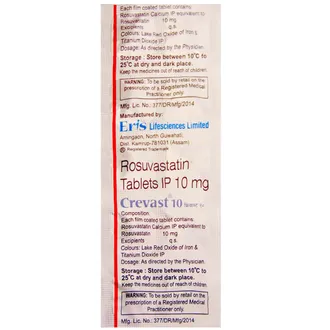 Each film coated tablet contains:
Rosuvastatin Calcium IP equivalent to
Rosuvastatin 10 mg
Excipients q.s.
Colours: Lake Red Oxide of Iron &
Titanium Dioxide IP
Dosage: As directed by the Physician.
Storage : Store between 10°C to
25°C at dry and dark place.
Keep the medicines out of reach of children.
WARNING: To be sold by retail on the
prescription of a Registered Medical
Practitioner only.
Mfg. Lic. No.: 377/DR/Mfg/2014
Manufactured by:
Eris Lifesciences Limited
Amingaon, North Guwahati,
Dist. Kamrup-781031 (Assam)
® Registered Trademark
Rosuvastatin
Tablets IP 10 mg
Crevast 10
Composition:
Each film coated tablet contains:
Rosuvastatin Calcium IP equivalent to
Rosuvastatin 10 mg
Excipients q.s.
Colours: Lake Red Oxide of Iron &
Titanium Dioxide IP
Dosage: As directed by the Physician.
Storage : Store between 10°C to
25°C at dry and dark place.
Keep the medicines out of reach of children.
WARNING: To be sold by retail on the
prescription of a Registered Medical
Practitioner only.
Mfg. Lic. No.: 377/DR/Mfg/2014